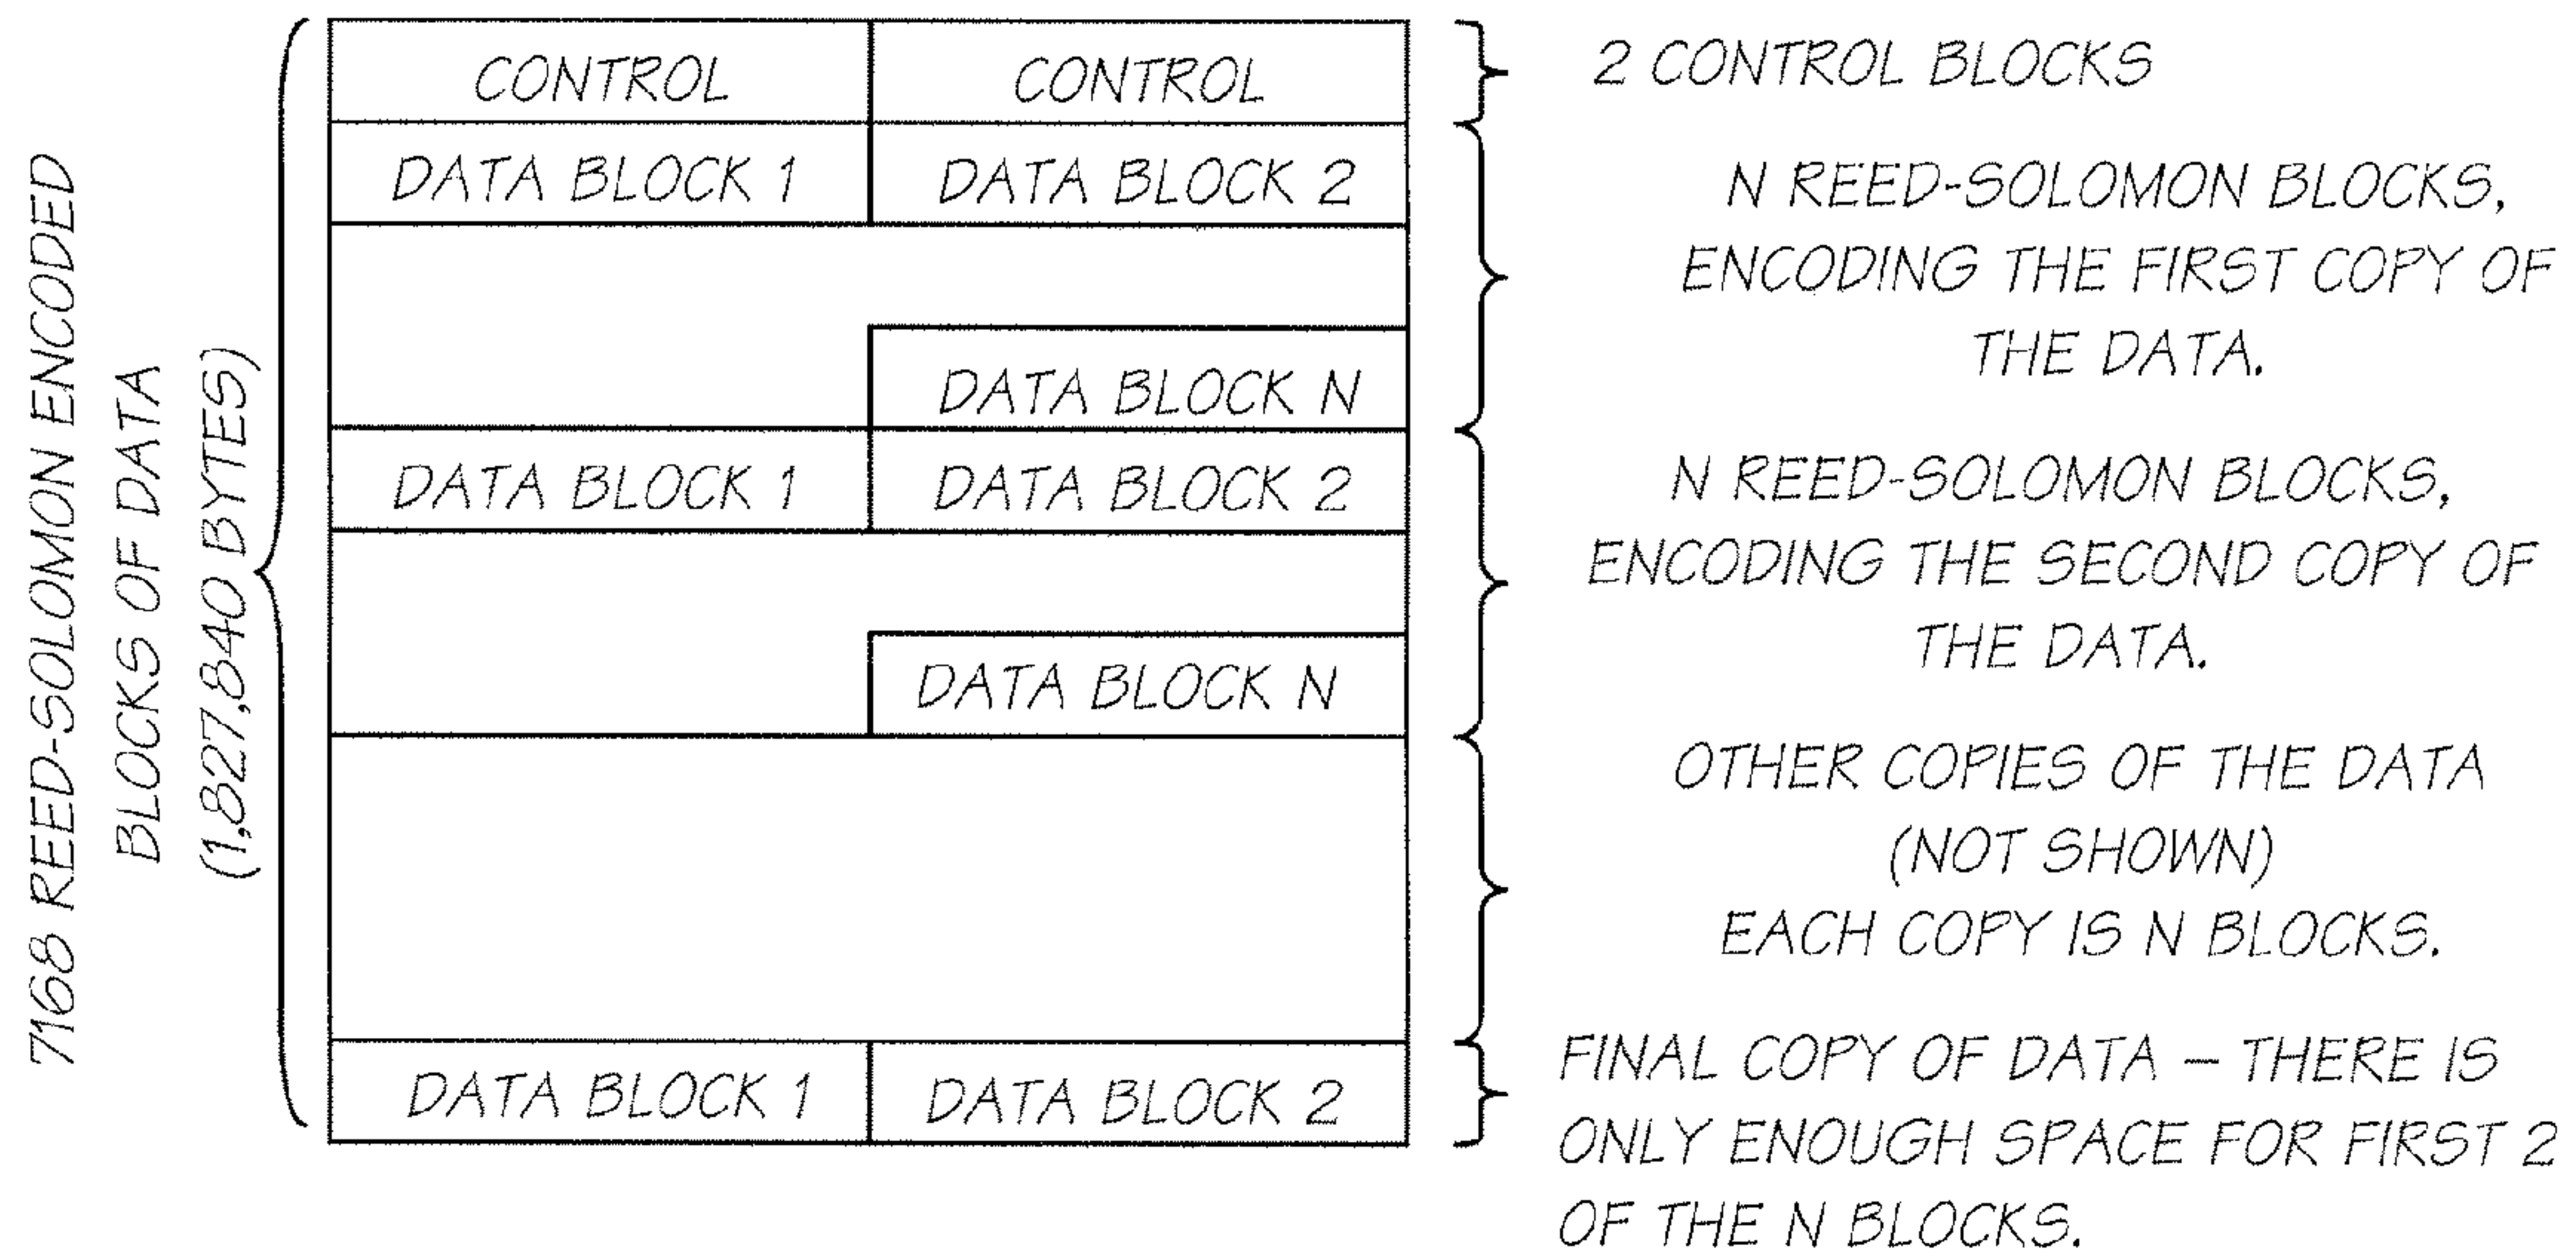 7168 REED-SOLOMON ENCODED
BLOCKS OF DATA
(1,827,840 BYTES)
CONTROL CONTROL
DATA BLOCK 1 DATA BLOCK 2
DATA BLOCK N
DATA BLOCK 1 DATA BLOCK 2
DATA BLOCK N
DATA BLOCK 1 DATA BLOCK 2
2 CONTROL BLOCKS
N REED-SOLOMON BLOCKS,
ENCODING THE FIRST COPY OF
THE DATA.
N REED-SOLOMON BLOCKS,
ENCODING THE SECOND COPY OF
THE DATA.
OTHER COPIES OF THE DATA
(NOT SHOWN)
EACH COPY IS N BLOCKS.
FINAL COPY OF DATA – THERE IS
ONLY ENOUGH SPACE FOR FIRST 2
OF THE N BLOCKS.